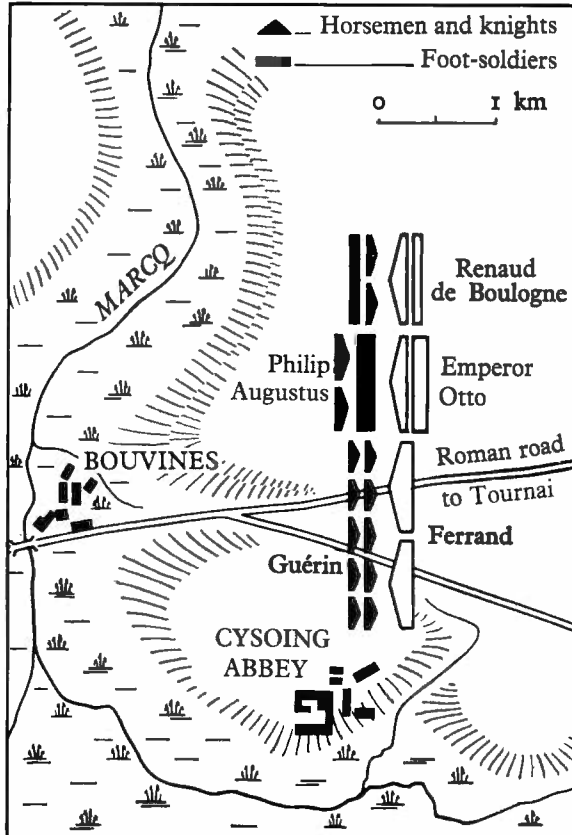 Horsemen and knights
Foot-soldiers
0 1 km
MARCQ
Renaud
de Boulogne
Philip
Augustus
Emperor
Otto
BOUVINES
Roman road
to Tournai
Ferrand
Guérin
CYSOING
ABBEY